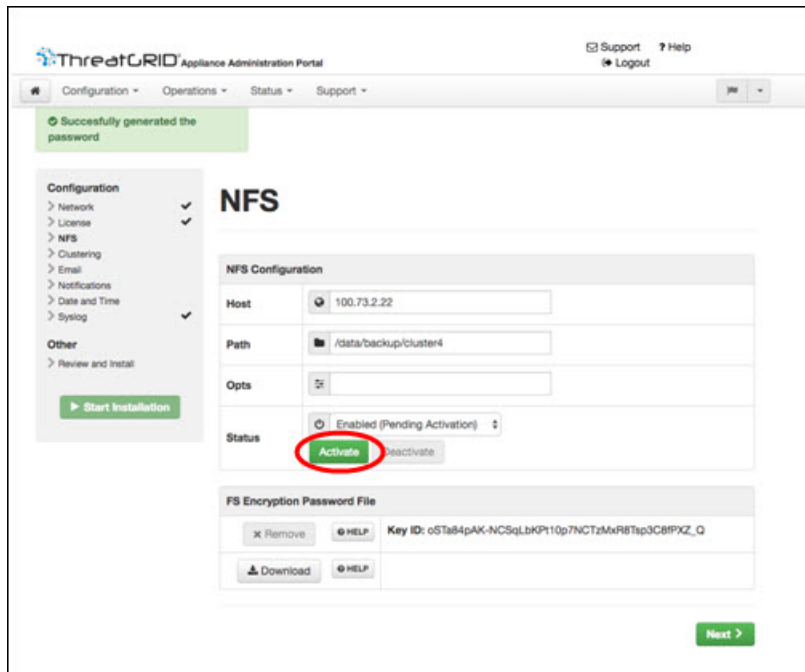 ThreatGRID Appliance Administration Portal
Support ? Help
Logout
Configuration Operations Status Support
Succesfully generated the
password
Configuration
Network
License
NFS
Clustering
Email
Notifications
Date and Time
Syslog
Other
Review and Install
Start Installation
NFS
NFS Configuration
Host 100.73.2.22
Path /data/backup/cluster4
Opts
Status Enabled (Pending Activation)
Activate Deactivate
FS Encryption Password File
Remove HELP Key ID: oSTa84pAK-NCSqLbKPt10p7NCTzMxR8Tsp3C8fPXZ_Q
Download HELP
Next